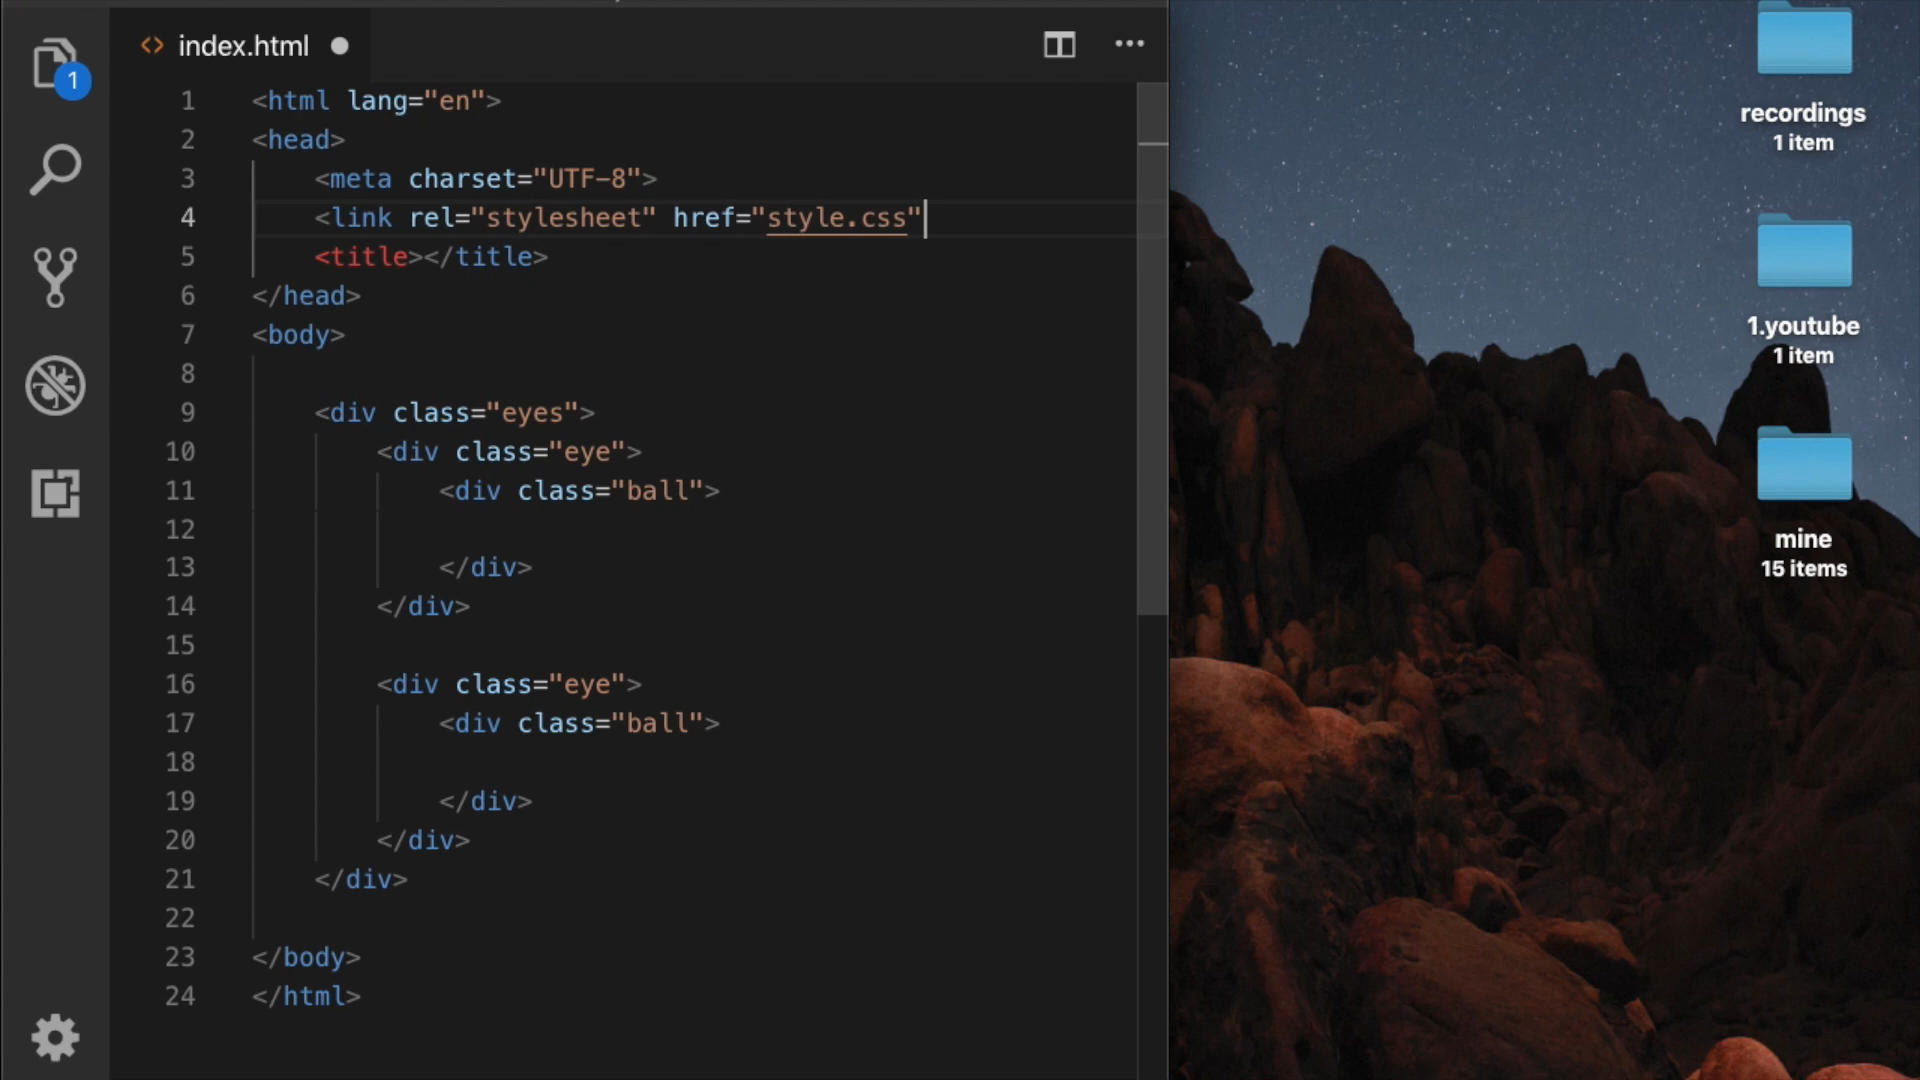 index.html
1
1 <html lang="en">
2 <head>
3 <meta charset="UTF-8">
4 <link rel="stylesheet" href="style.css"
5 <title></title>
6 </head>
7 <body>
8
9 <div class="eyes">
10 <div class="eye">
11 <div class="ball">
12
13 </div>
14 </div>
15
16 <div class="eye">
17 <div class="ball">
18
19 </div>
20 </div>
21 </div>
22
23 </body>
24 </html>
recordings
1 item
1.youtube
1 item
mine
15 items